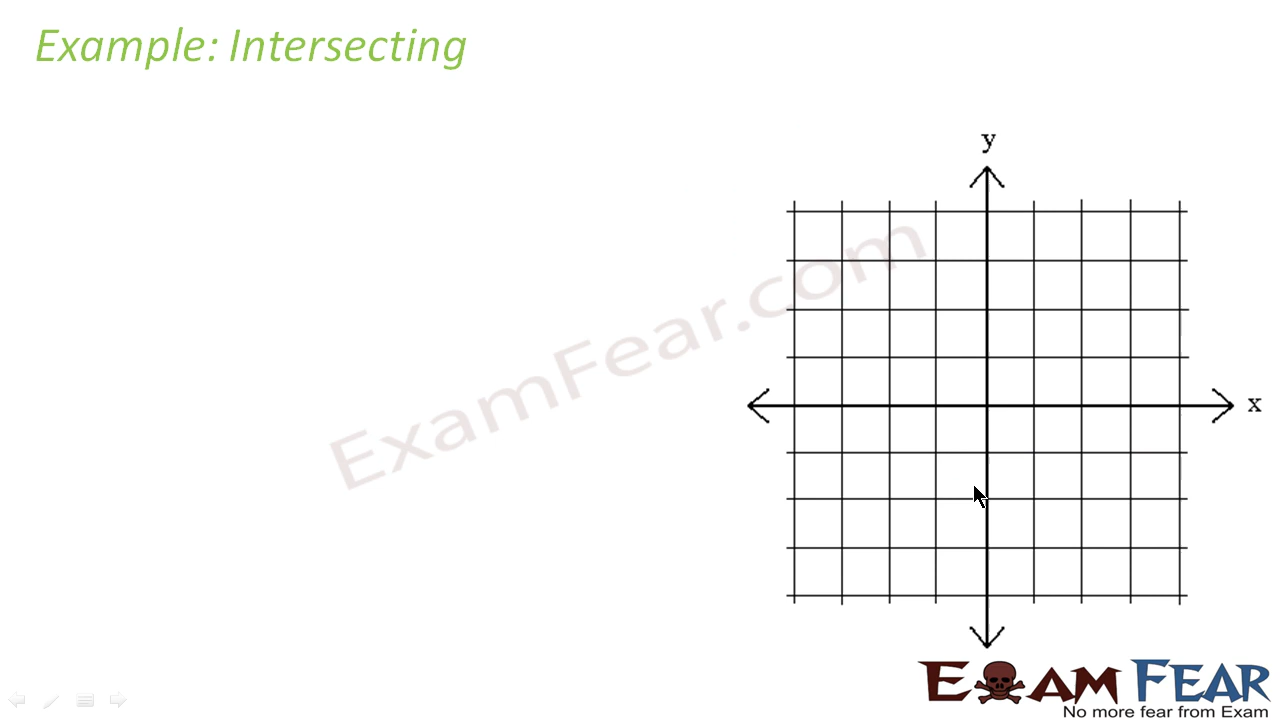 Example: Intersecting
y
ExamFear.com
x
EXAM FEAR
No more fear from Exam